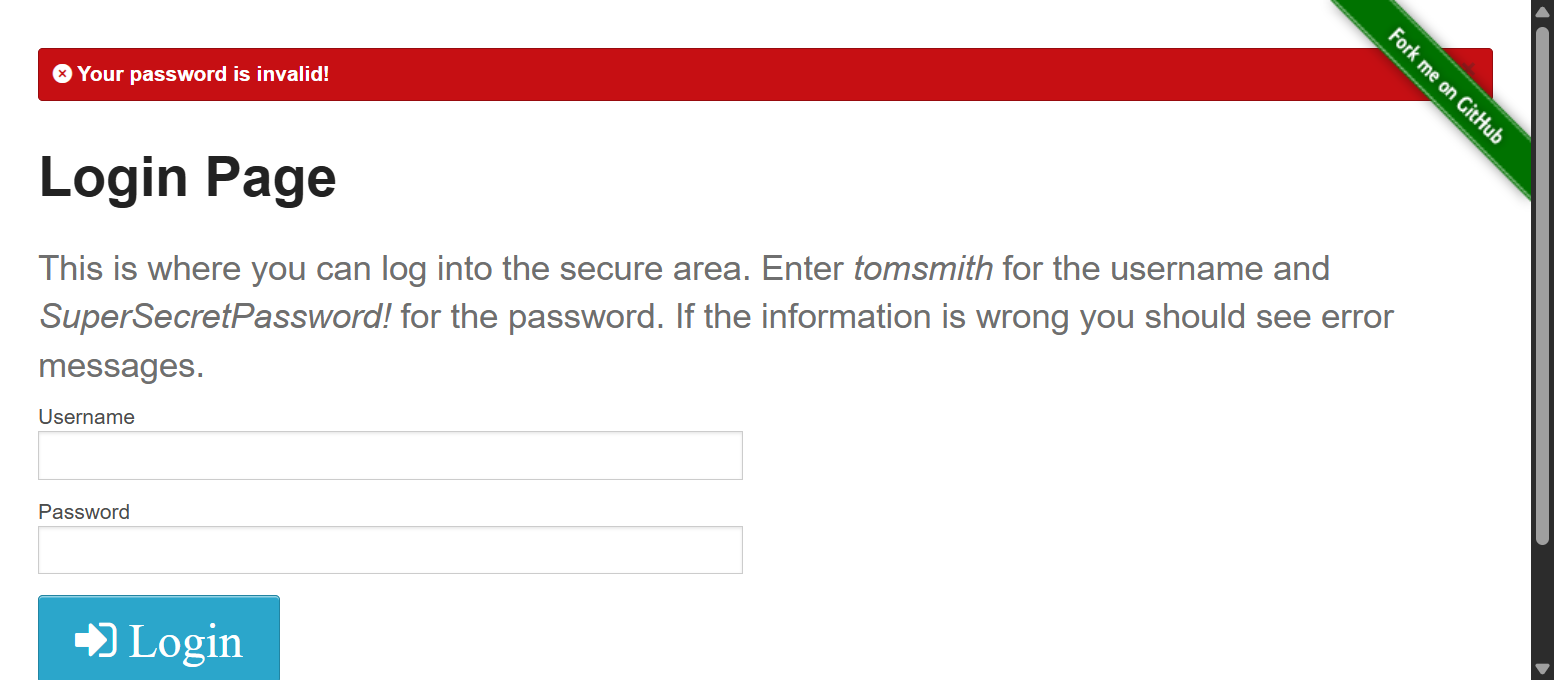 Your password is invalid!
Fork me on GitHub
Login Page
This is where you can log into the secure area. Enter tomsmith for the username and
SuperSecretPassword! for the password. If the information is wrong you should see error
messages.
Username
Password
Login